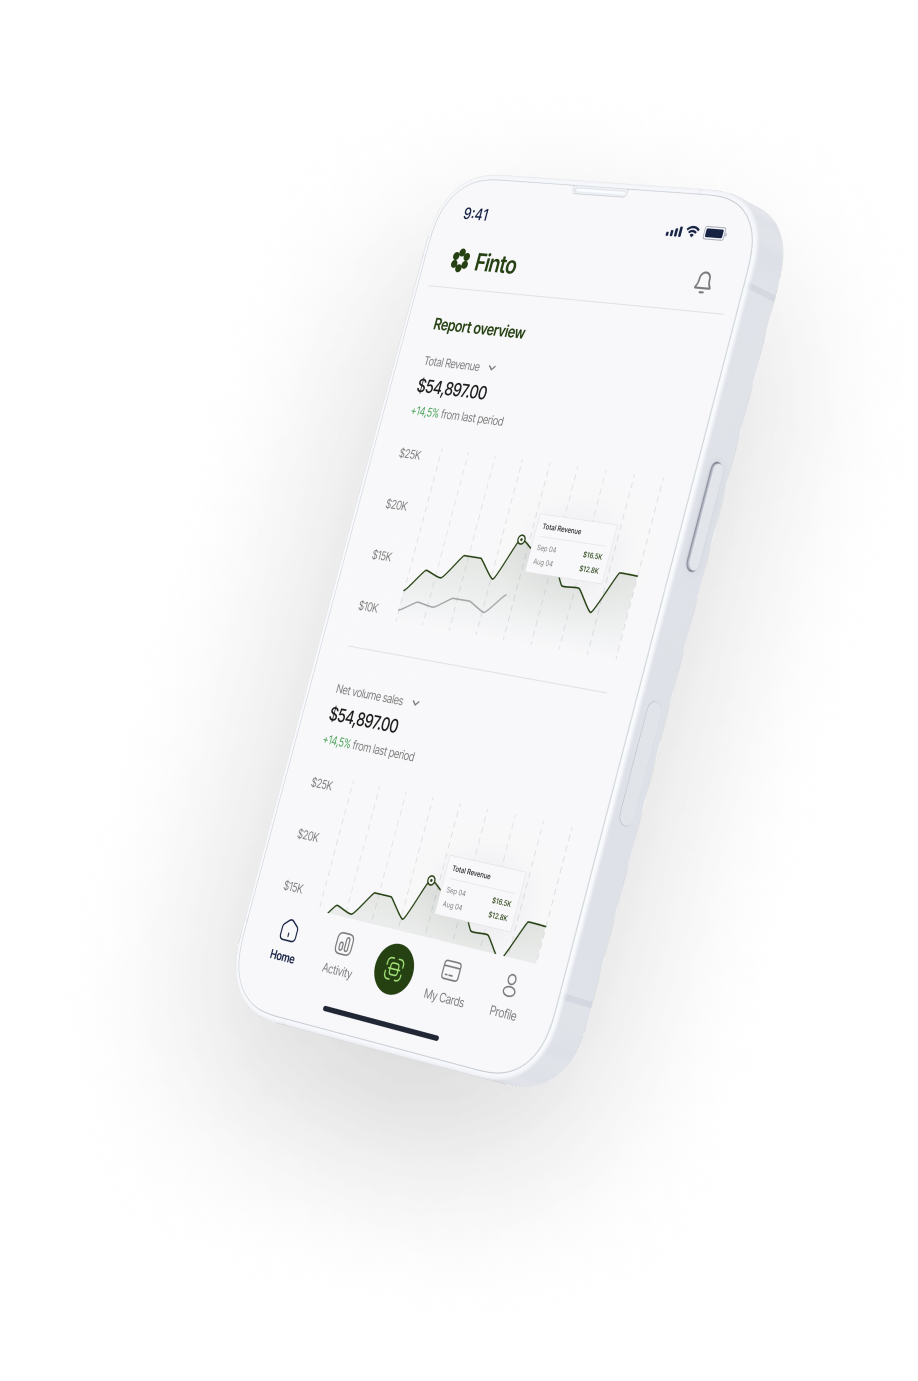 9:41
Finto
Report overview
Total Revenue
$54,897.00
+14,5% from last period
$25K
$20K
$15K
$10K
Total Revenue
Sep 04 $16.5K
Aug 04 $12.8K
Net volume sales
$54,897.00
+14,5% from last period
$25K
$20K
$15K
Total Revenue
Sep 04 $16.5K
Aug 04 $12.8K
Home
Activity
My Cards
Profile